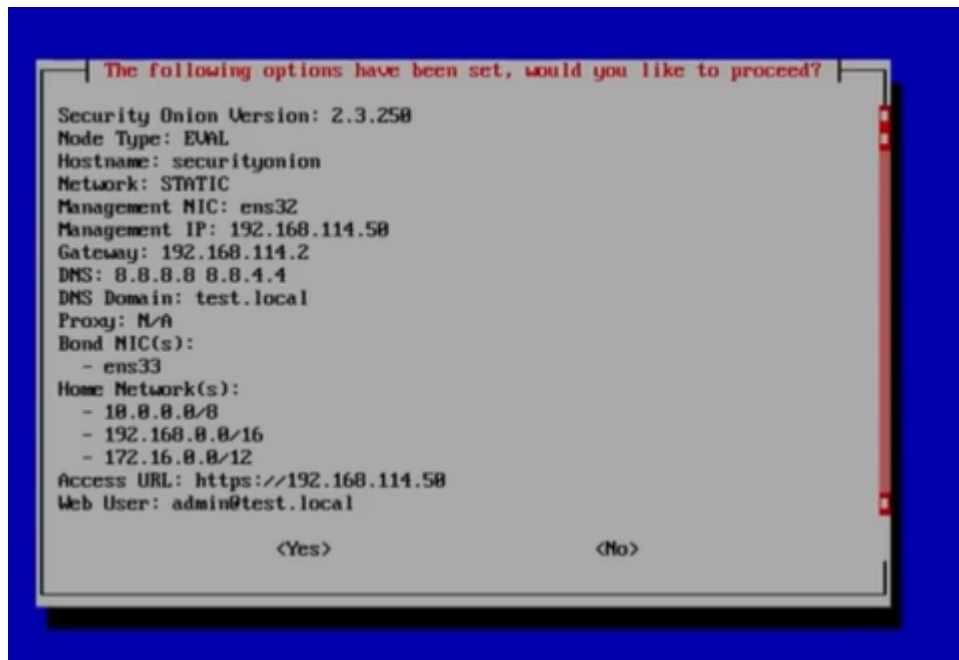 The following options have been set, would you like to proceed?
Security Onion Version: 2.3.250
Node Type: EVAL
Hostname: securityonion
Network: STATIC
Management NIC: ens32
Management IP: 192.168.114.50
Gateway: 192.168.114.2
DNS: 8.8.8.8 8.8.4.4
DNS Domain: test.local
Proxy: N/A
Bond NIC(s):
- ens33
Home Network(s):
- 10.0.0.0/8
- 192.168.0.0/16
- 172.16.0.0/12
Access URL: https://192.168.114.50
Web User: admin@test.local
<Yes> <No>